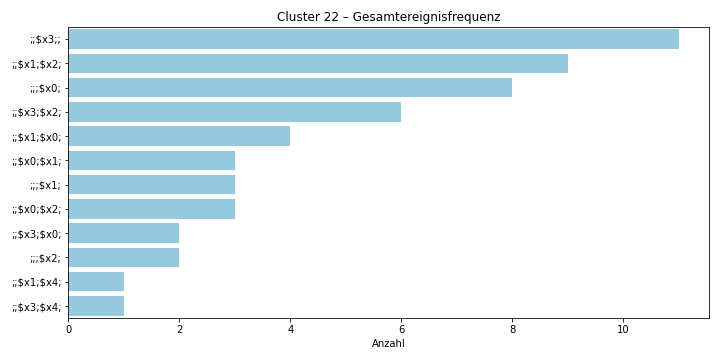 Cluster 22 – Gesamtereignisfrequenz
;;$x3;;
;;$x1;$x2;
;;;$x0;
;;$x3;$x2;
;;$x1;$x0;
;;$x0;$x1;
;;;$x1;
;;$x0;$x2;
;;$x3;$x0;
;;;$x2;
;;$x1;$x4;
;;$x3;$x4;
0 2 4 6 8 10
Anzahl